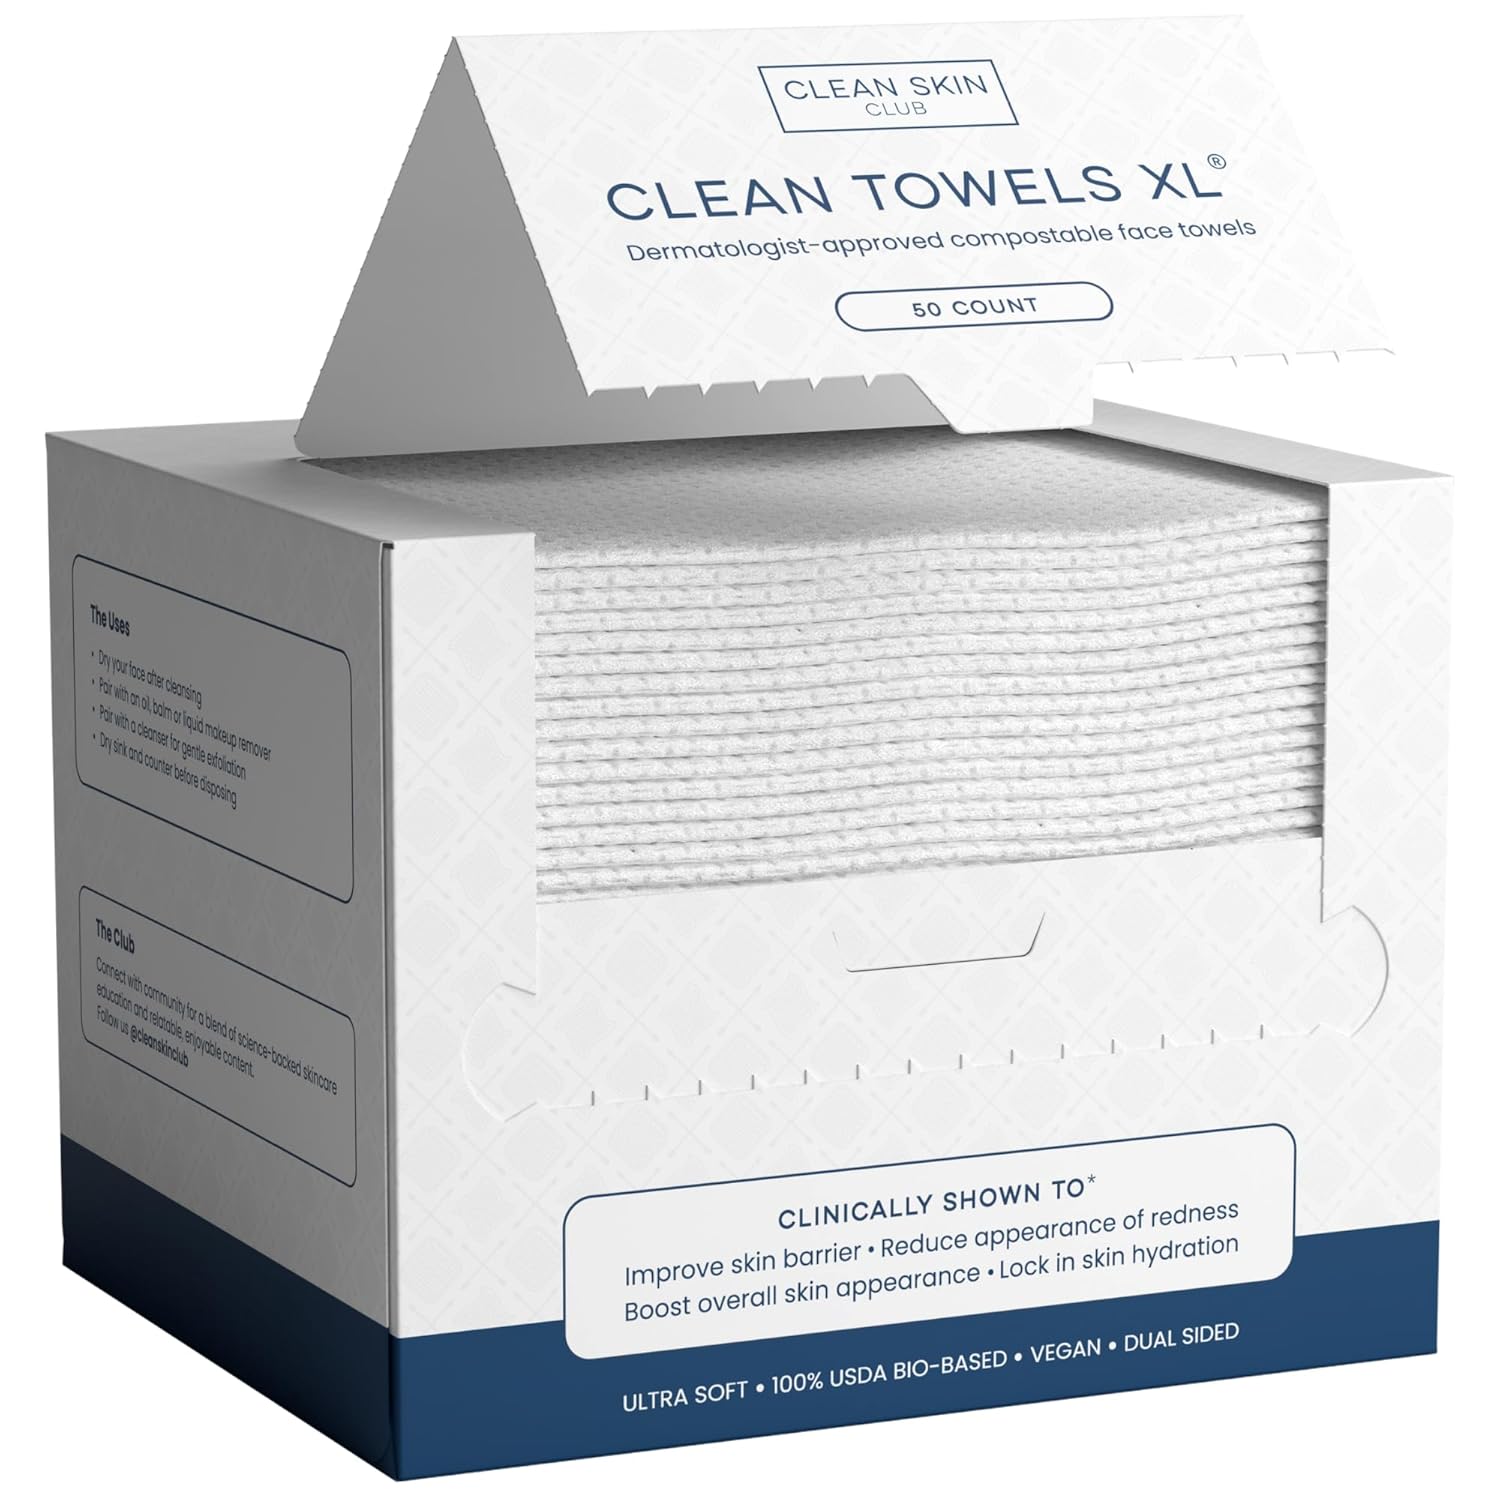 CLEAN SKIN
CLUB
CLEAN TOWELS XL®
Dermatologist-approved compostable face towels
50 COUNT
The Uses
• Dry your face after cleansing
• Pair with an oil, balm or liquid makeup remover
• Pair with a cleanser for gentle exfoliation
• Dry sink and counter before disposing
The Club
Connect with community for a blend of science-backed skincare
education and relatable, enjoyable content.
Follow us @cleanskinclub
CLINICALLY SHOWN TO*
Improve skin barrier • Reduce appearance of redness
Boost overall skin appearance • Lock in skin hydration
ULTRA SOFT • 100% USDA BIO-BASED • VEGAN • DUAL SIDED